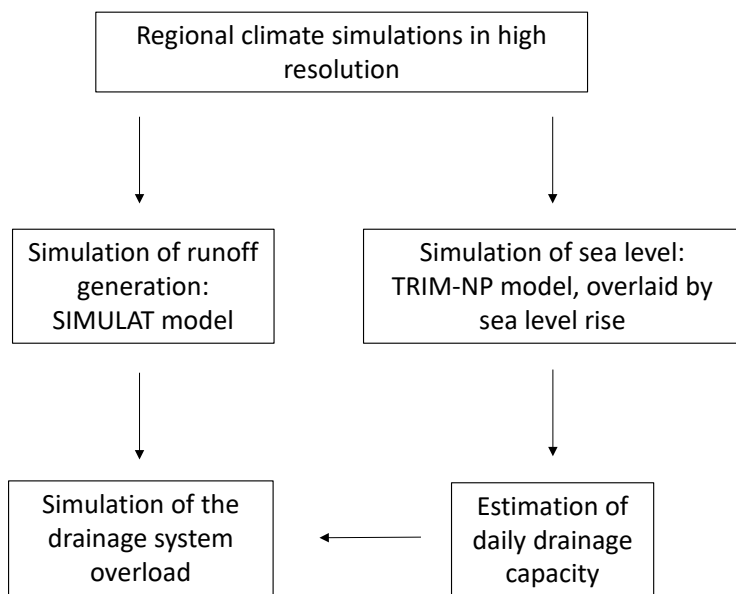 Regional climate simulations in high
resolution
Simulation of runoff
generation:
SIMULAT model
Simulation of sea level:
TRIM-NP model, overlaid by
sea level rise
Simulation of the
drainage system
overload
Estimation of
daily drainage
capacity